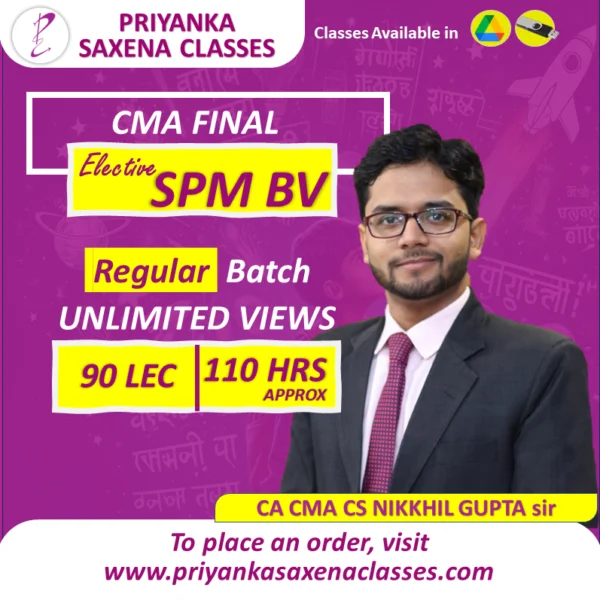 PRIYANKA
SAXENA CLASSES
Classes Available in
CMA FINAL
Elective SPM BV
Regular Batch
UNLIMITED VIEWS
90 LEC 110 HRS
APPROX
CA CMA CS NIKKHIL GUPTA sir
To place an order, visit
www.priyankasaxenaclasses.com